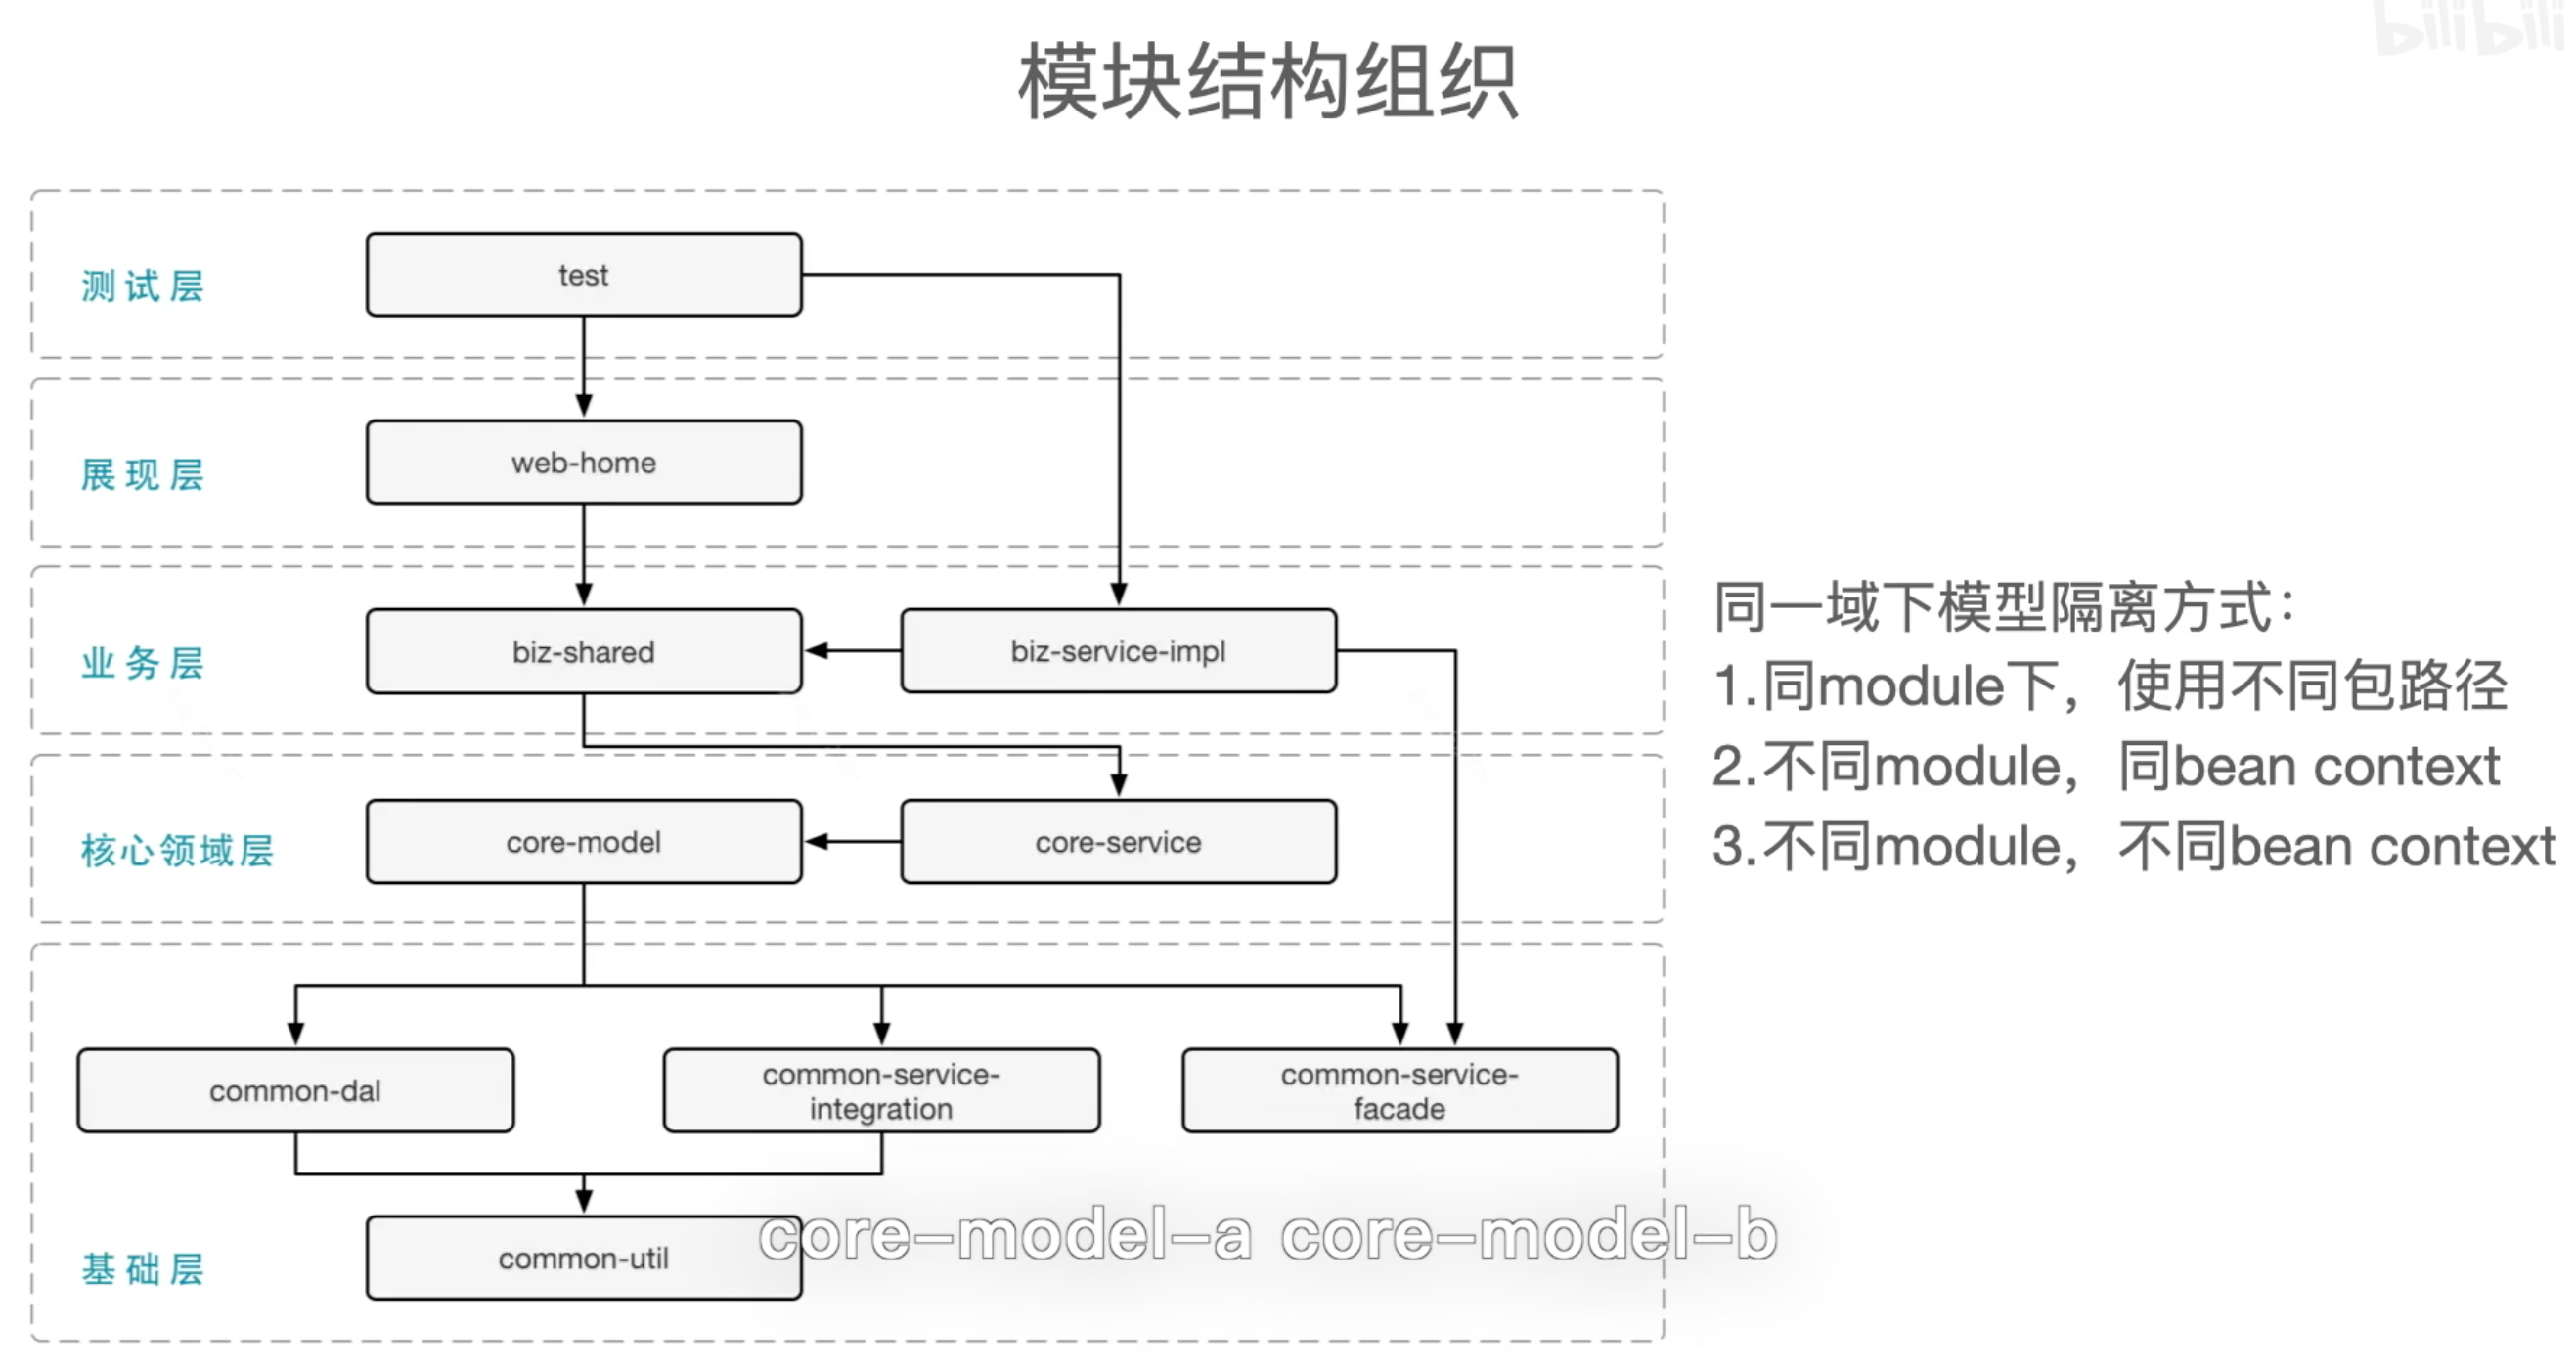 bilibili
模块结构组织
测试层
test
展现层
web-home
业务层
biz-shared
biz-service-impl
核心领域层
core-model
core-service
common-dal
common-service-
integration
common-service-
facade
基础层
common-util
同一域下模型隔离方式：
1.同module下，使用不同包路径
2.不同module，同bean context
3.不同module，不同bean context
core-model-a core-model-b